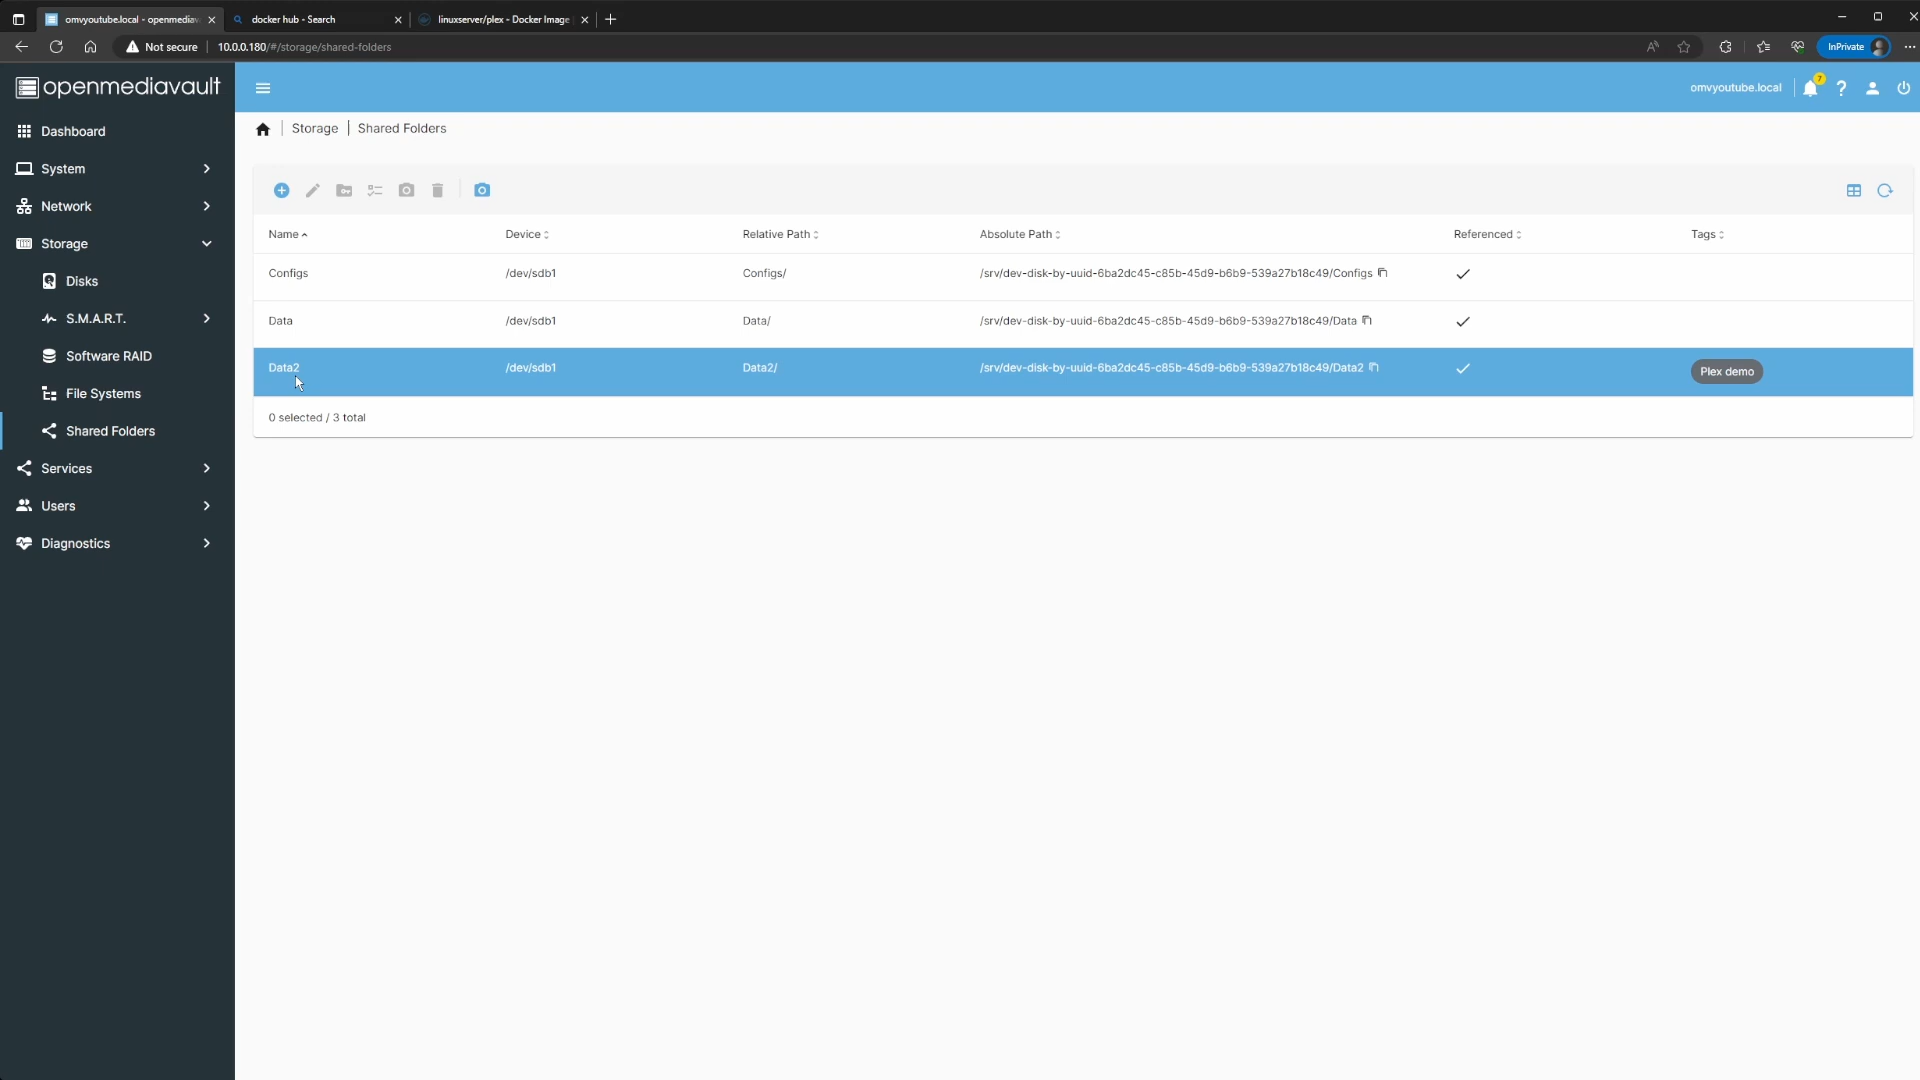 omvyoutube.local - openmediav
docker hub - Search
linuxserver/plex - Docker Image
Not secure
10.0.0.180/#/storage/shared-folders
InPrivate
openmediavault
omvyoutube.local
7
Dashboard
System
Network
Storage
Disks
S.M.A.R.T.
Software RAID
File Systems
Shared Folders
Services
Users
Diagnostics
Storage | Shared Folders
Name Device Relative Path Absolute Path Referenced Tags
Configs /dev/sdb1 Configs/ /srv/dev-disk-by-uuid-6ba2dc45-c85b-45d9-b6b9-539a27b18c49/Configs
Data /dev/sdb1 Data/ /srv/dev-disk-by-uuid-6ba2dc45-c85b-45d9-b6b9-539a27b18c49/Data
Data2 /dev/sdb1 Data2/ /srv/dev-disk-by-uuid-6ba2dc45-c85b-45d9-b6b9-539a27b18c49/Data2 Plex demo
0 selected / 3 total